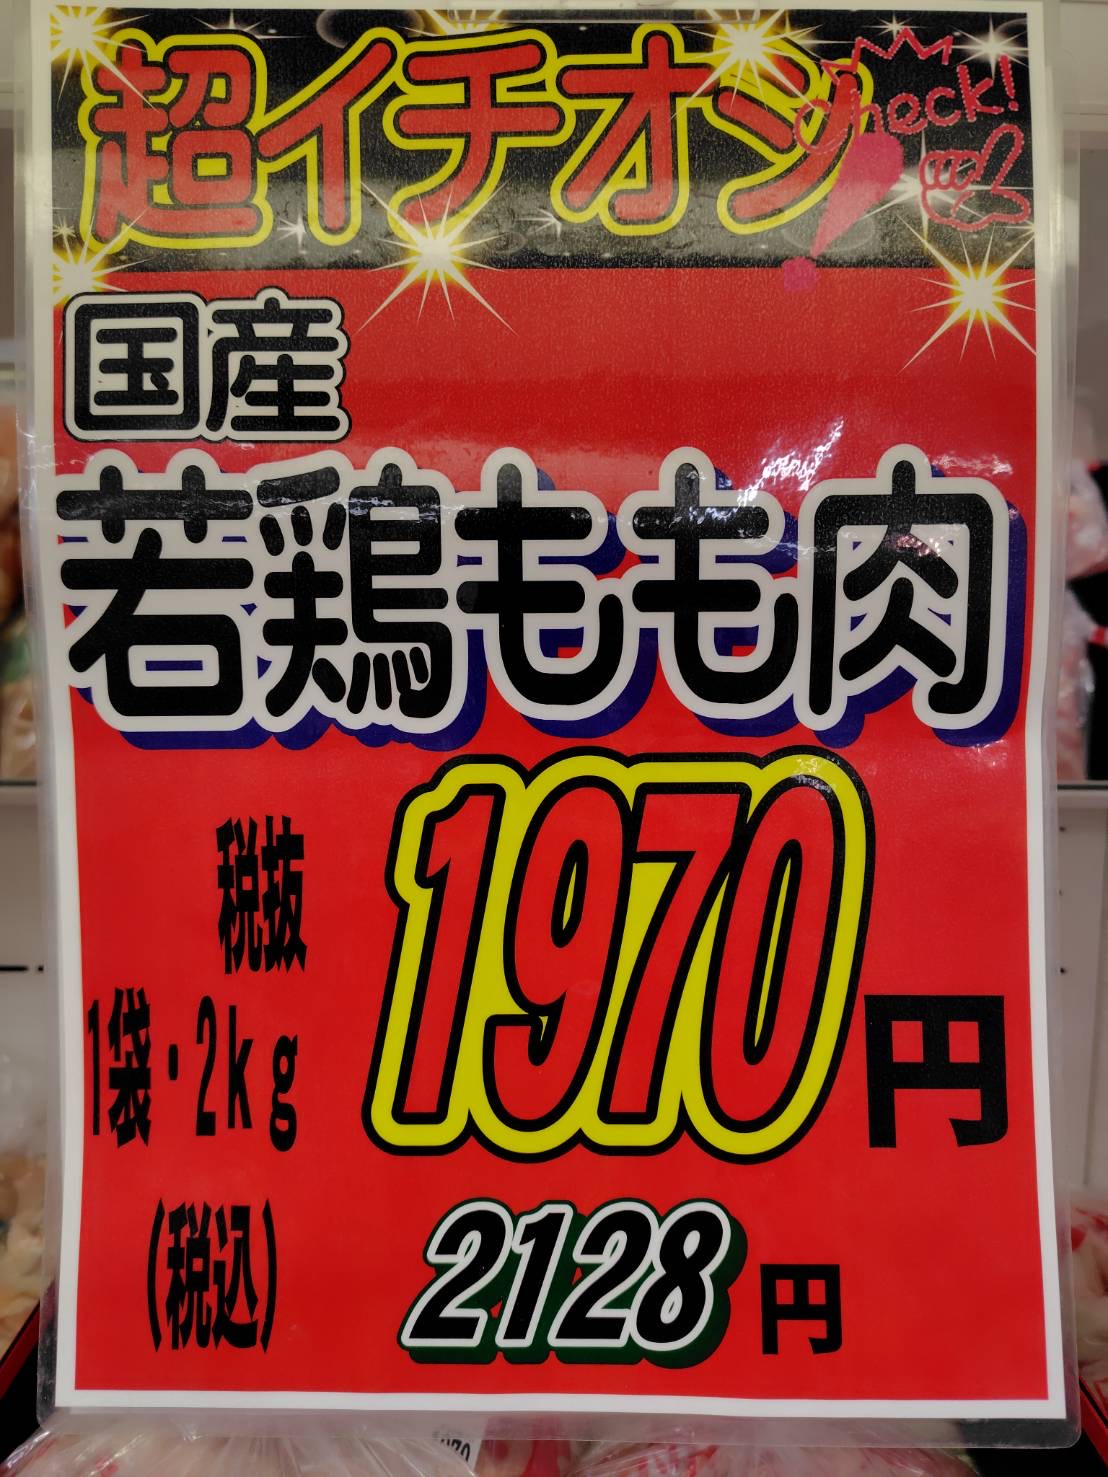 超イチオシ
check!
国産
若鶏もも肉
税抜
1970円
1袋・2kg
(税込)
2128円